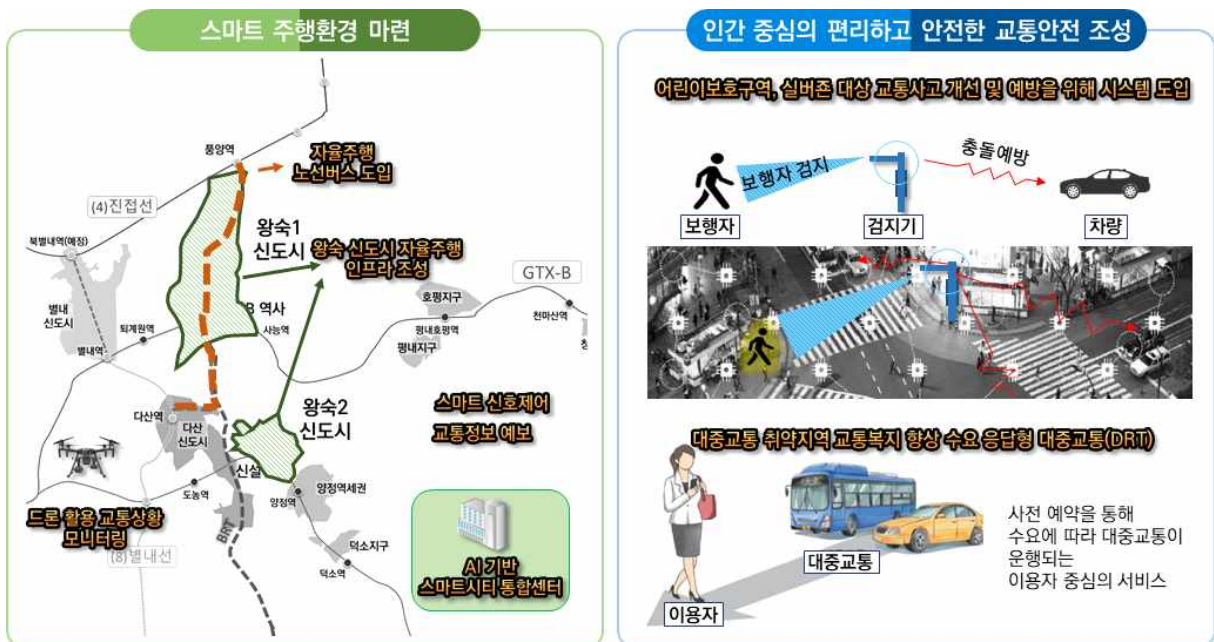 스마트 주행환경 마련
풍양역
자율주행
노선버스 도입
(4)진접선
왕숙1
신도시
북별내역(예정)
왕숙 신도시 자율주행
인프라 조성
GTX-B
별내
신도시
퇴계원역
B 역사
사능역
호평지구
평내호평역
평내지구
천마산역
별내역
왕숙2
신도시
스마트 신호제어
교통정보 예보
다산역
다산
신도시
신설
도농역
양정역
양정역세권
드론 활용 교통상황
모니터링
(8)별내선
BRT
덕소지구
덕소역
AI 기반
스마트시티 통합센터
인간 중심의 편리하고 안전한 교통안전 조성
어린이보호구역, 실버죤 대상 교통사고 개선 및 예방을 위해 시스템 도입
보행자 검지
충돌예방
보행자
검지기
차량
대중교통 취약지역 교통복지 향상 수요 응답형 대중교통(DRT)
대중교통
이용자
사전 예약을 통해
수요에 따라 대중교통이
운행되는
이용자 중심의 서비스